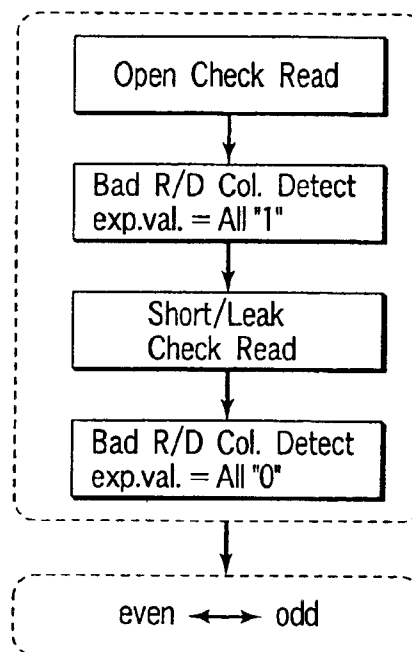 Open Check Read
Bad R/D Col. Detect
exp.val. = All "1"
Short/Leak
Check Read
Bad R/D Col. Detect
exp.val. = All "0"
even ⟷ odd